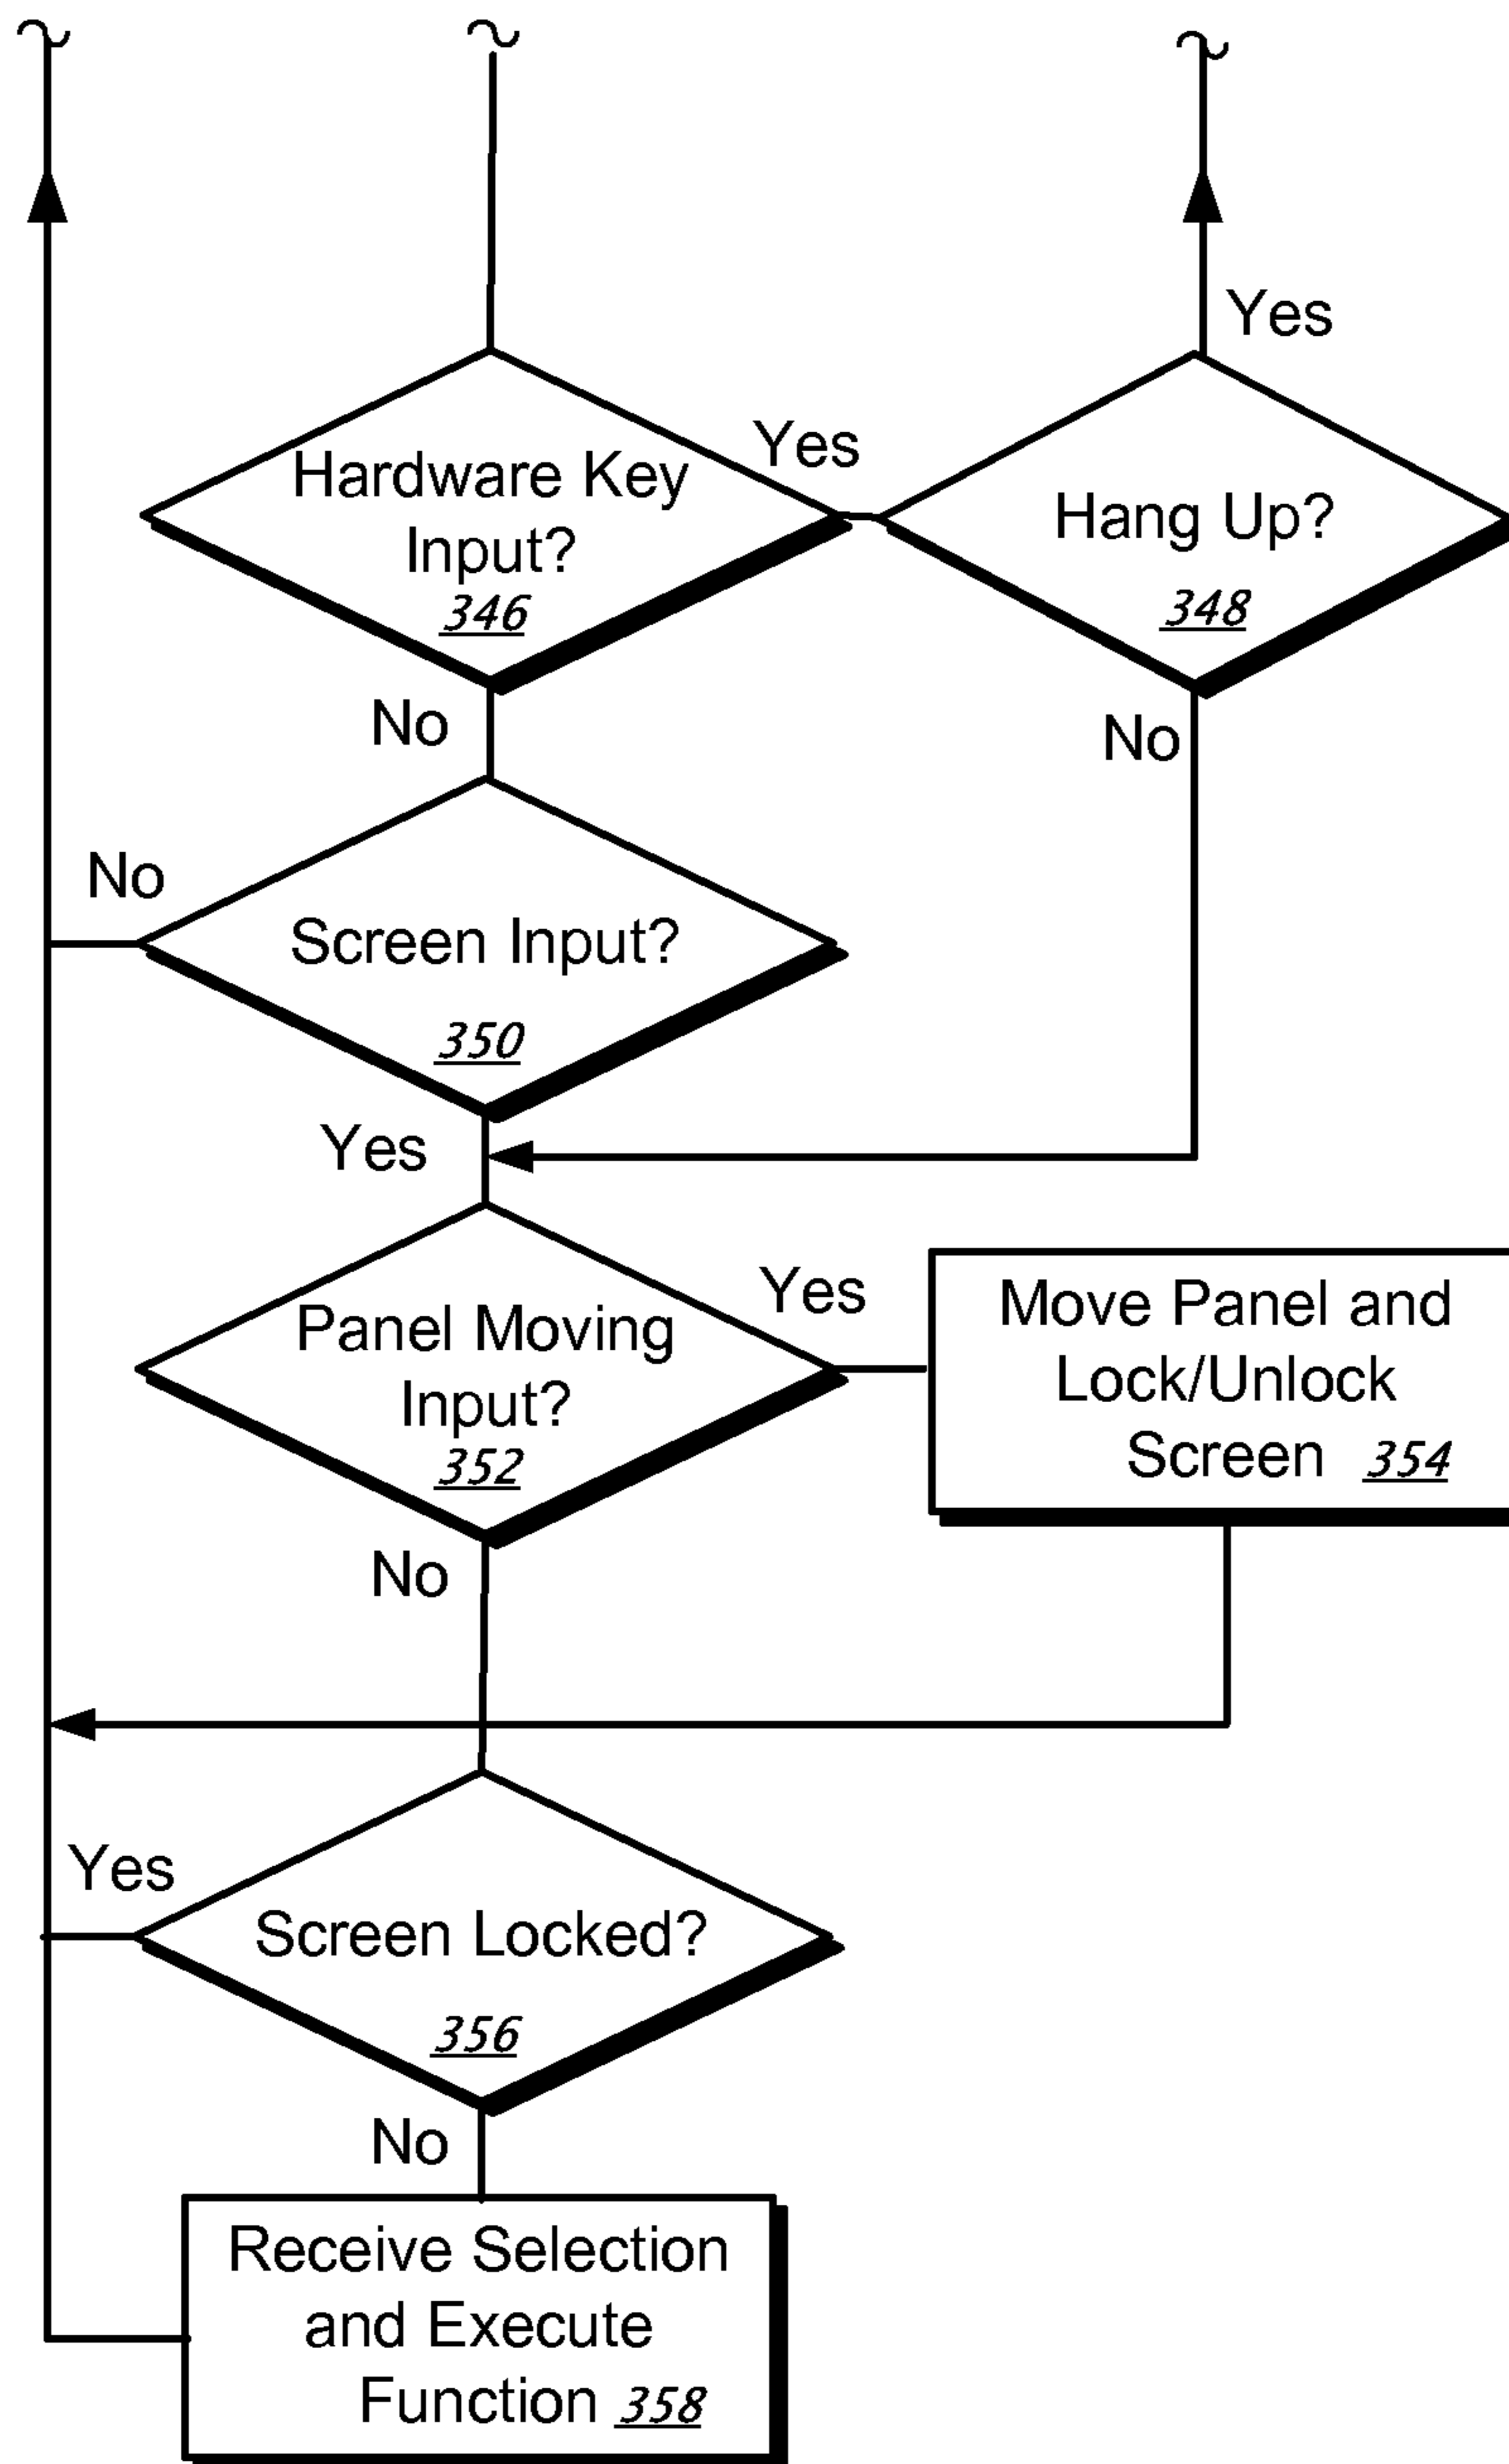 Yes
Hardware Key
Input?
346
Yes
Hang Up?
348
No
No
No
Screen Input?
350
Yes
Panel Moving
Input?
352
Yes
Move Panel and
Lock/Unlock
Screen 354
No
Yes
Screen Locked?
356
No
Receive Selection
and Execute
Function 358